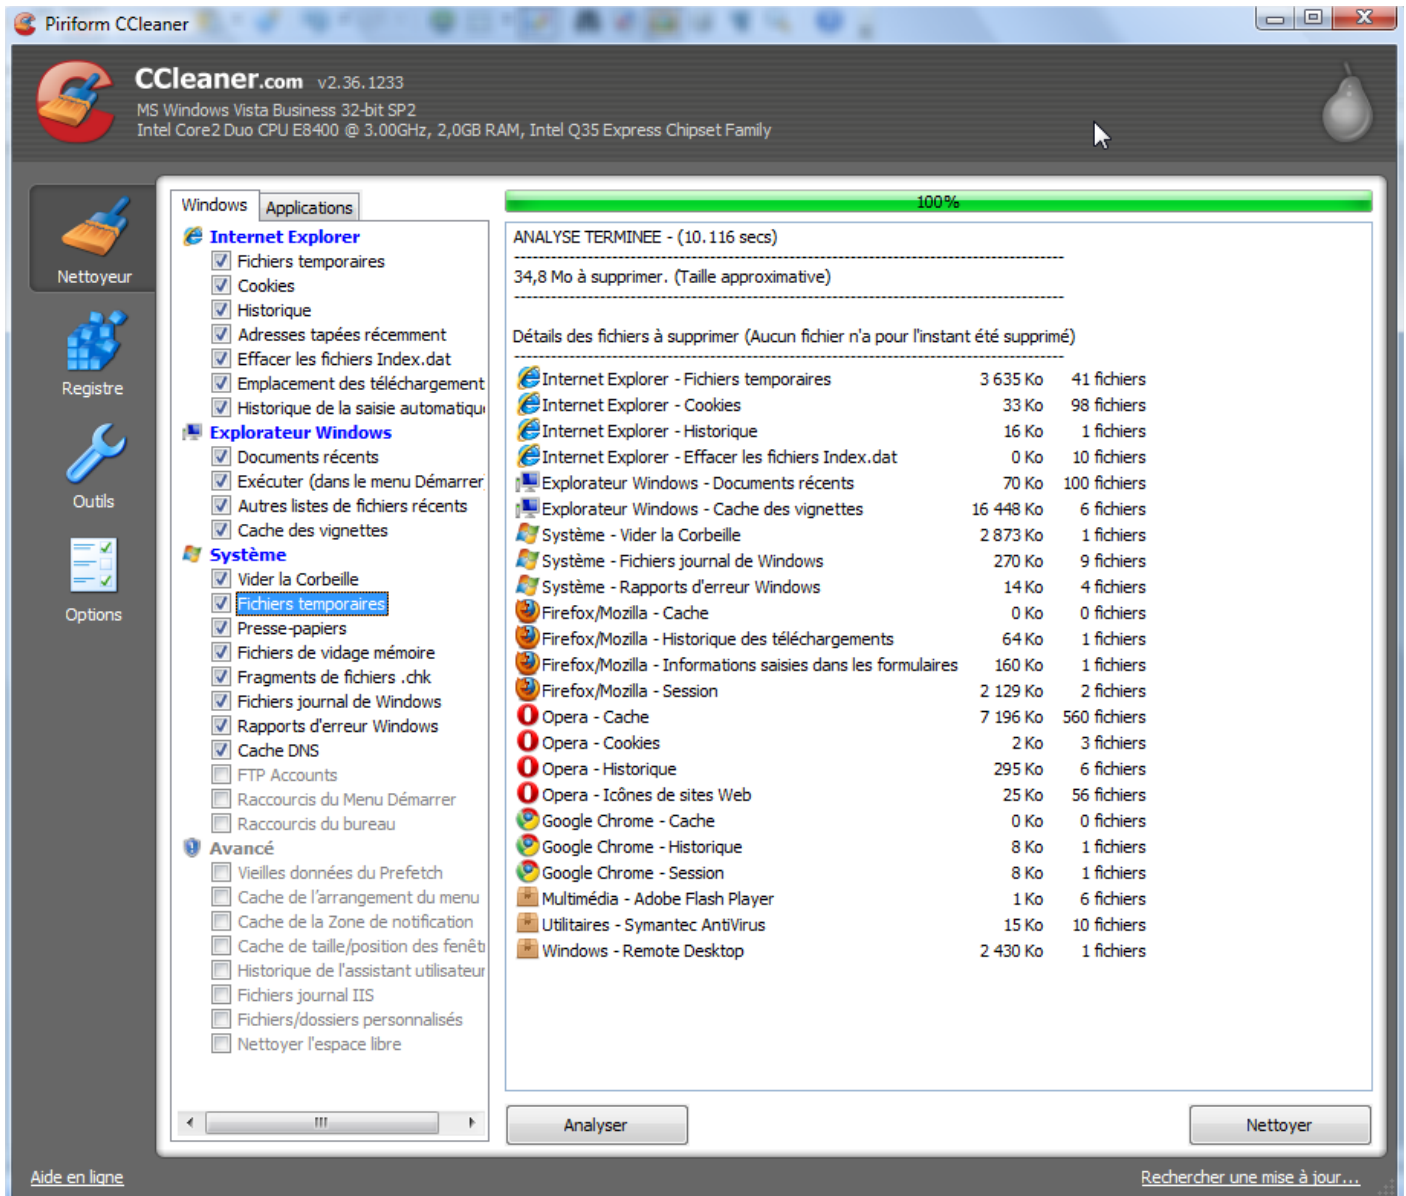 Piriform CCleaner
CCleaner.com v2.36.1233
MS Windows Vista Business 32-bit SP2
Intel Core2 Duo CPU E8400 @ 3.00GHz, 2,0GB RAM, Intel Q35 Express Chipset Family
Nettoyeur
Registre
Outils
Options
Windows
Applications
Internet Explorer
Fichiers temporaires
Cookies
Historique
Adresses tapées récemment
Effacer les fichiers Index.dat
Emplacement des téléchargement
Historique de la saisie automatiqu
Explorateur Windows
Documents récents
Exécuter (dans le menu Démarrer
Autres listes de fichiers récents
Cache des vignettes
Système
Vider la Corbeille
Fichiers temporaires
Presse-papiers
Fichiers de vidage mémoire
Fragments de fichiers .chk
Fichiers journal de Windows
Rapports d'erreur Windows
Cache DNS
FTP Accounts
Raccourcis du Menu Démarrer
Raccourcis du bureau
Avancé
Vieilles données du Prefetch
Cache de l'arrangement du menu
Cache de la Zone de notification
Cache de taille/position des fenêt
Historique de l'assistant utilisateur
Fichiers journal IIS
Fichiers/dossiers personnalisés
Nettoyer l'espace libre
100%
ANALYSE TERMINEE - (10.116 secs)
34,8 Mo à supprimer. (Taille approximative)
Détails des fichiers à supprimer (Aucun fichier n'a pour l'instant été supprimé)
Internet Explorer - Fichiers temporaires 3 635 Ko 41 fichiers
Internet Explorer - Cookies 33 Ko 98 fichiers
Internet Explorer - Historique 16 Ko 1 fichiers
Internet Explorer - Effacer les fichiers Index.dat 0 Ko 10 fichiers
Explorateur Windows - Documents récents 70 Ko 100 fichiers
Explorateur Windows - Cache des vignettes 16 448 Ko 6 fichiers
Système - Vider la Corbeille 2 873 Ko 1 fichiers
Système - Fichiers journal de Windows 270 Ko 9 fichiers
Système - Rapports d'erreur Windows 14 Ko 4 fichiers
Firefox/Mozilla - Cache 0 Ko 0 fichiers
Firefox/Mozilla - Historique des téléchargements 64 Ko 1 fichiers
Firefox/Mozilla - Informations saisies dans les formulaires 160 Ko 1 fichiers
Firefox/Mozilla - Session 2 129 Ko 2 fichiers
Opera - Cache 7 196 Ko 560 fichiers
Opera - Cookies 2 Ko 3 fichiers
Opera - Historique 295 Ko 6 fichiers
Opera - Icônes de sites Web 25 Ko 56 fichiers
Google Chrome - Cache 0 Ko 0 fichiers
Google Chrome - Historique 8 Ko 1 fichiers
Google Chrome - Session 8 Ko 1 fichiers
Multimédia - Adobe Flash Player 1 Ko 6 fichiers
Utilitaires - Symantec AntiVirus 15 Ko 10 fichiers
Windows - Remote Desktop 2 430 Ko 1 fichiers
Analyser
Nettoyer
Aide en ligne
Rechercher une mise à jour...